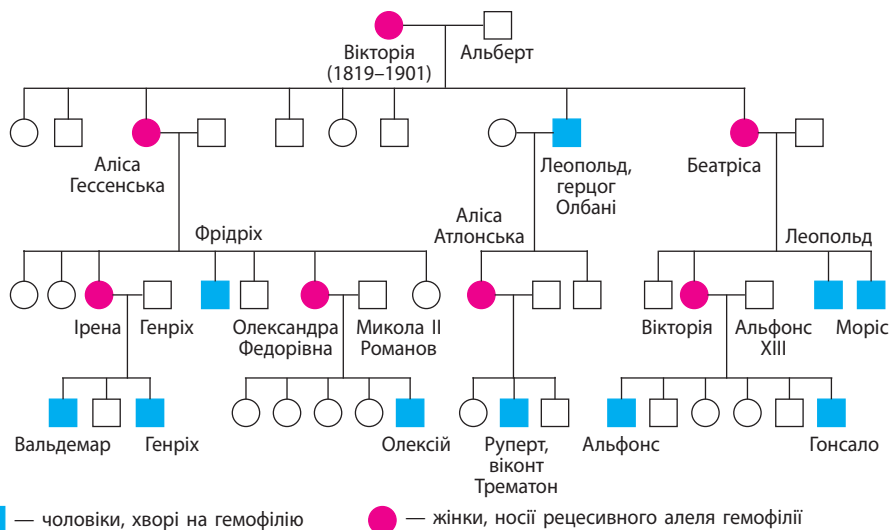 Вікторія
(1819–1901)
Альберт
Аліса
Гессенська
Леопольд,
герцог
Олбані
Беатріса
Фрідріх
Аліса
Атлонська
Леопольд
Ірена
Генріх
Олександра
Федорівна
Микола II
Романов
Вікторія
Альфонс
XIII
Моріс
Вальдемар
Генріх
Олексій
Руперт,
віконт
Трематон
Альфонс
Гонсало
— чоловіки, хворі на гемофілію
— жінки, носії рецесивного алеля гемофілії